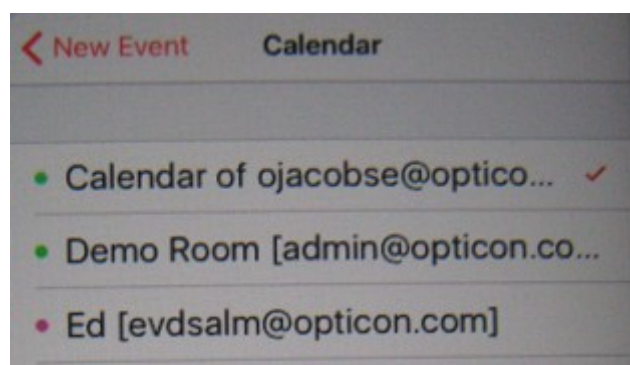 New Event Calendar
Calendar of ojacobse@optico...
Demo Room [admin@opticon.co...
Ed [evdsalm@opticon.com]